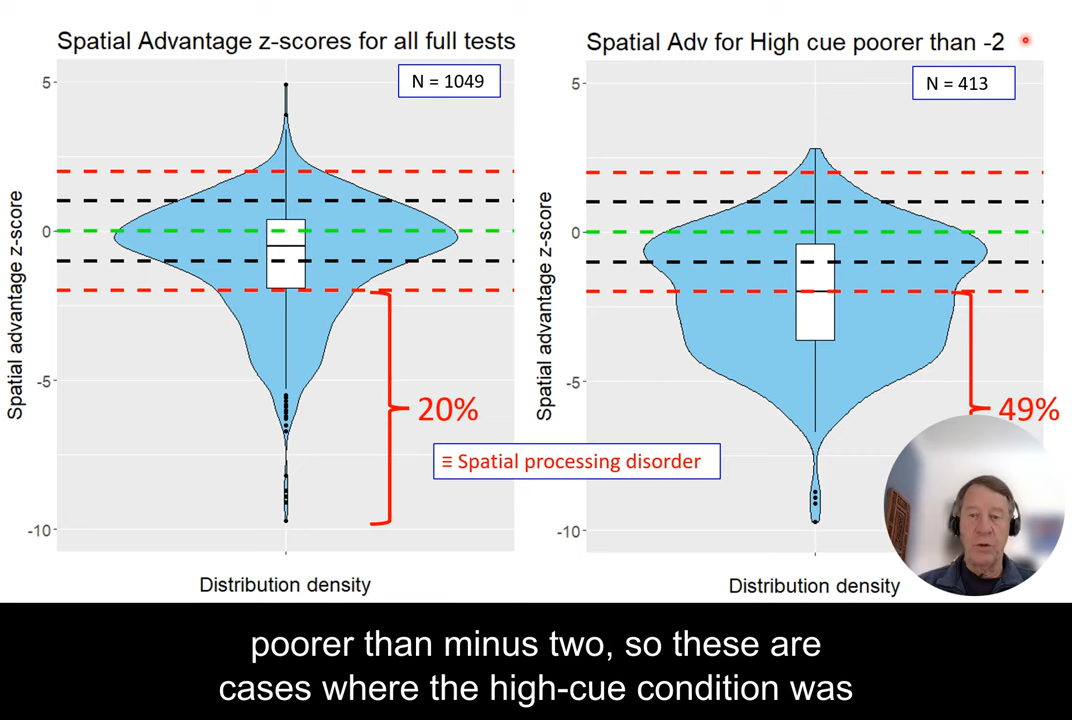 Spatial Advantage z-scores for all full tests
N = 1049
5
0
-5
-10
Spatial advantage z-score
20%
Distribution density
Spatial Adv for High cue poorer than -2
N = 413
5
0
-5
-10
Spatial advantage z-score
49%
Distribution density
≡ Spatial processing disorder
poorer than minus two, so these are
cases where the high-cue condition was